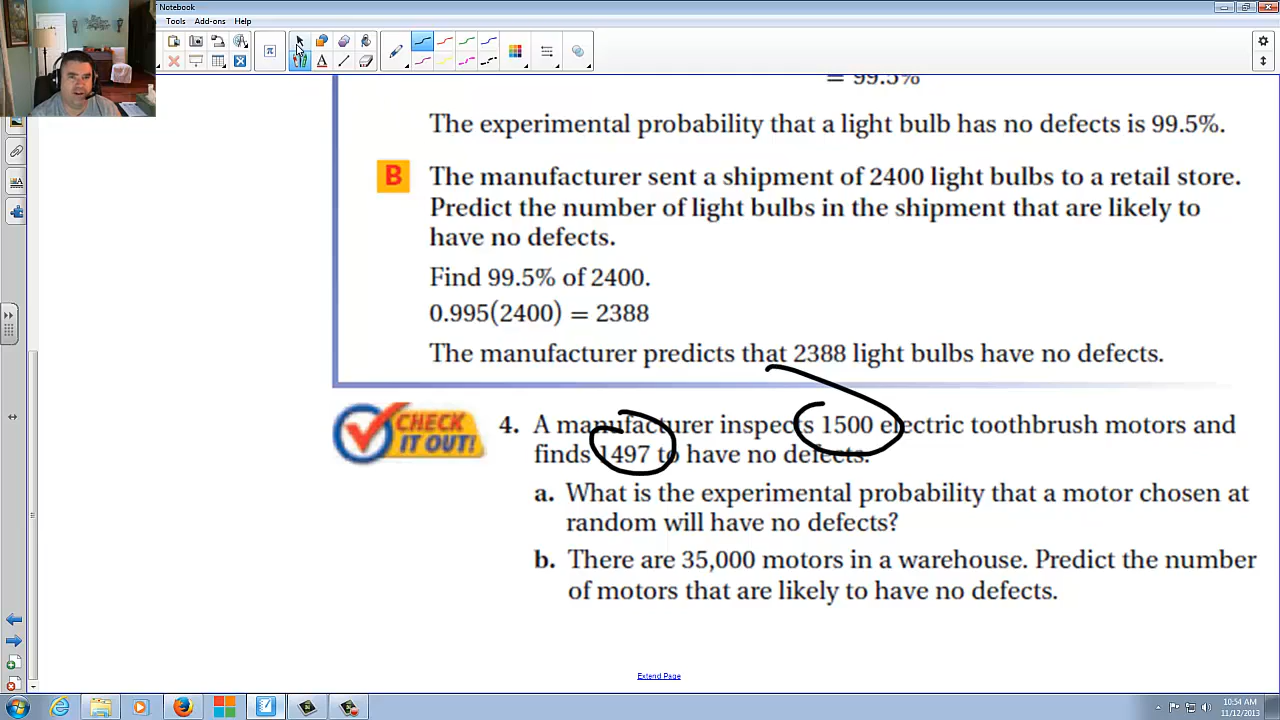 Notebook
Tools Add-ons Help
π
A
= 99.5%
The experimental probability that a light bulb has no defects is 99.5%.
B The manufacturer sent a shipment of 2400 light bulbs to a retail store.
Predict the number of light bulbs in the shipment that are likely to
have no defects.
Find 99.5% of 2400.
0.995(2400) = 2388
The manufacturer predicts that 2388 light bulbs have no defects.
CHECK
IT OUT!
4. A manufacturer inspects 1500 electric toothbrush motors and
finds 1497 to have no defects.
a. What is the experimental probability that a motor chosen at
random will have no defects?
b. There are 35,000 motors in a warehouse. Predict the number
of motors that are likely to have no defects.
Extend Page
10:54 AM
11/12/2013